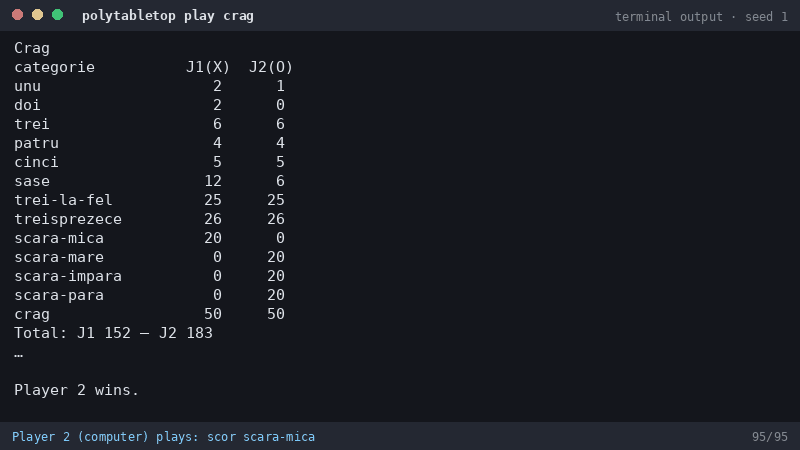 polytabletop play crag
terminal output · seed 1
Crag
categorie J1(X) J2(O)
unu 2 1
doi 2 0
trei 6 6
patru 4 4
cinci 5 5
sase 12 6
trei-la-fel 25 25
treisprezece 26 26
scara-mica 20 0
scara-mare 0 20
scara-impara 0 20
scara-para 0 20
crag 50 50
Total: J1 152 — J2 183
…
Player 2 wins.
Player 2 (computer) plays: scor scara-mica
95/95